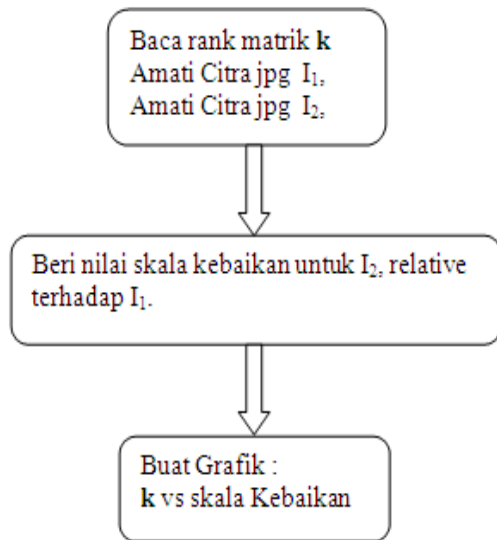 Baca rank matrik k
Amati Citra jpg I₁,
Amati Citra jpg I₂,
Beri nilai skala kebaikan untuk I₂, relative
terhadap I₁.
Buat Grafik :
k vs skala Kebaikan